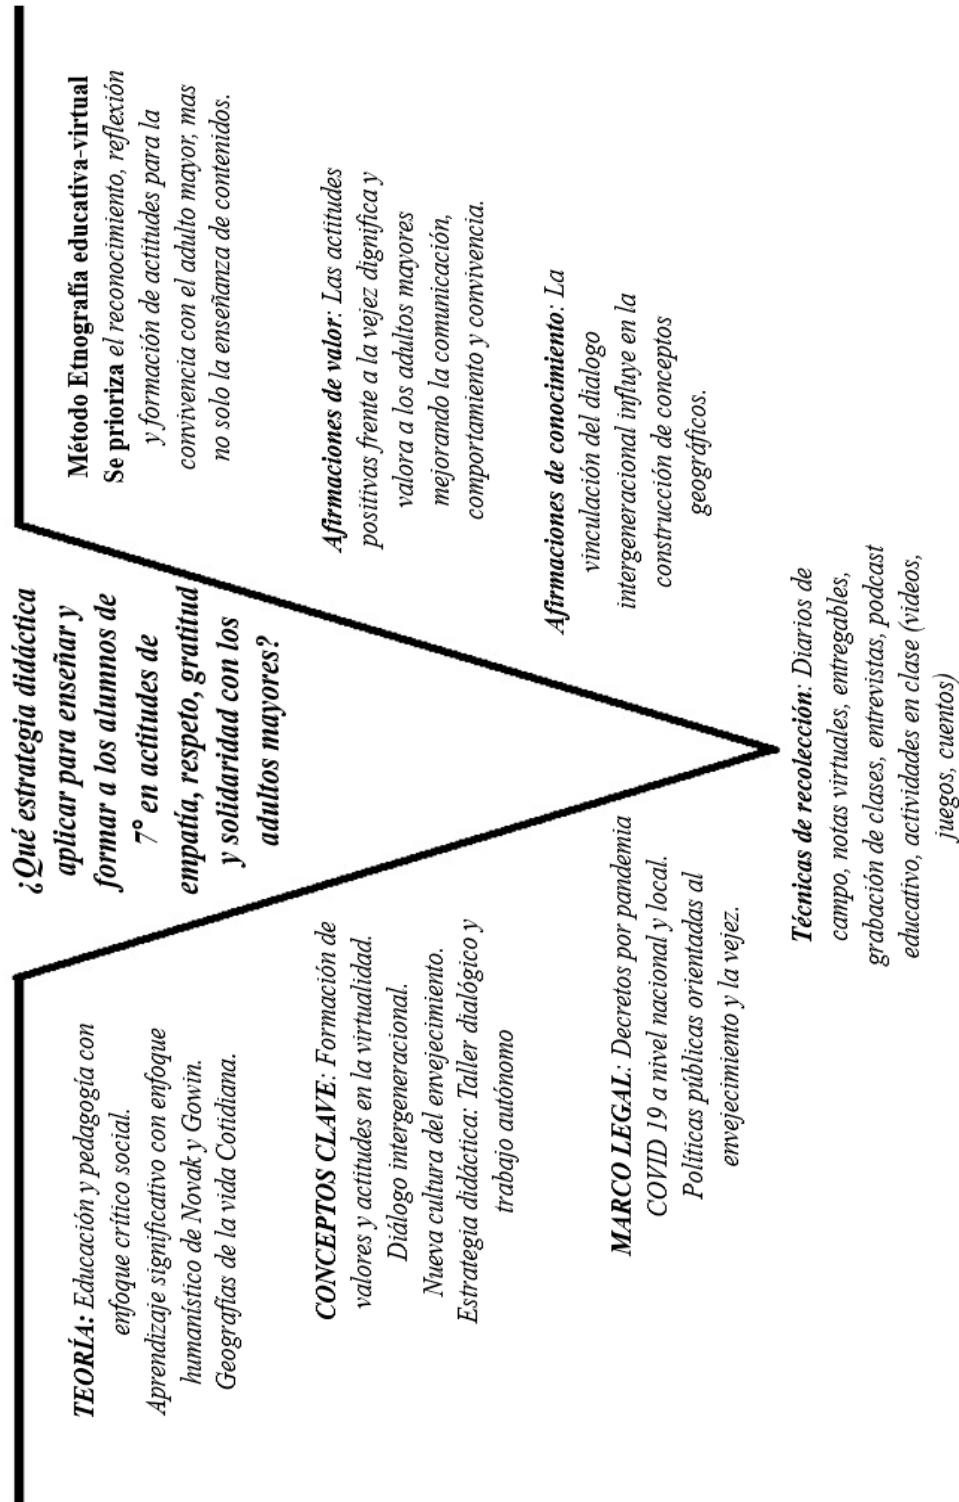 ¿Qué estrategia didáctica
aplicar para enseñar y
formar a los alumnos de
7° en actitudes de
empatía, respeto, gratitud
y solidaridad con los
adultos mayores?
TEORÍA: Educación y pedagogía con
enfoque crítico social.
Aprendizaje significativo con enfoque
humanístico de Novak y Gowin.
Geografías de la vida Cotidiana.
CONCEPTOS CLAVE: Formación de
valores y actitudes en la virtualidad.
Diálogo intergeneracional.
Nueva cultura del envejecimiento.
Estrategia didáctica: Taller dialógico y
trabajo autónomo
MARCO LEGAL: Decretos por pandemia
COVID 19 a nivel nacional y local.
Políticas públicas orientadas al
envejecimiento y la vejez.
Método Etnografía educativa-virtual
Se prioriza el reconocimiento, reflexión
y formación de actitudes para la
convivencia con el adulto mayor, mas
no solo la enseñanza de contenidos.
Afirmaciones de valor: Las actitudes
positivas frente a la vejez dignifica y
valora a los adultos mayores
mejorando la comunicación,
comportamiento y convivencia.
Afirmaciones de conocimiento: La
vinculación del dialogo
intergeneracional influye en la
construcción de conceptos
geográficos.
Técnicas de recolección: Diarios de
campo, notas virtuales, entregables,
grabación de clases, entrevistas, podcast
educativo, actividades en clase (videos,
juegos, cuentos)